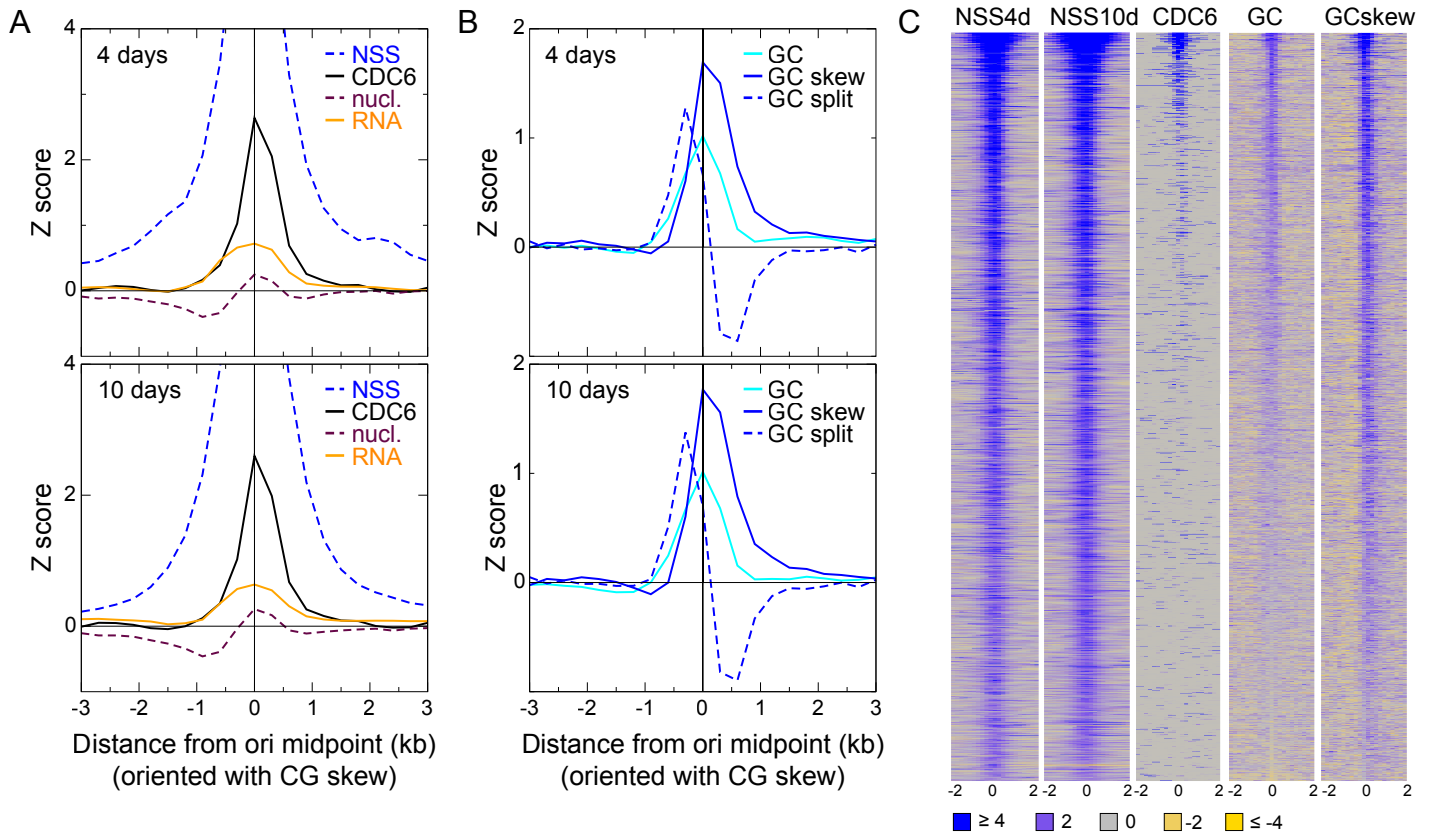 A
4 days
NSS
CDC6
nucl.
RNA
4
2
0
Z score
10 days
NSS
CDC6
nucl.
RNA
4
2
0
Z score
-3 -2 -1 0 1 2 3
Distance from ori midpoint (kb)
(oriented with CG skew)
B
4 days
GC
GC skew
GC split
2
1
0
Z score
10 days
GC
GC skew
GC split
2
1
0
Z score
-3 -2 -1 0 1 2 3
Distance from ori midpoint (kb)
(oriented with CG skew)
C
NSS4d NSS10d CDC6 GC GCskew
-2 0 2 -2 0 2 -2 0 2 -2 0 2 -2 0 2
≥ 4 2 0 -2 ≤ -4